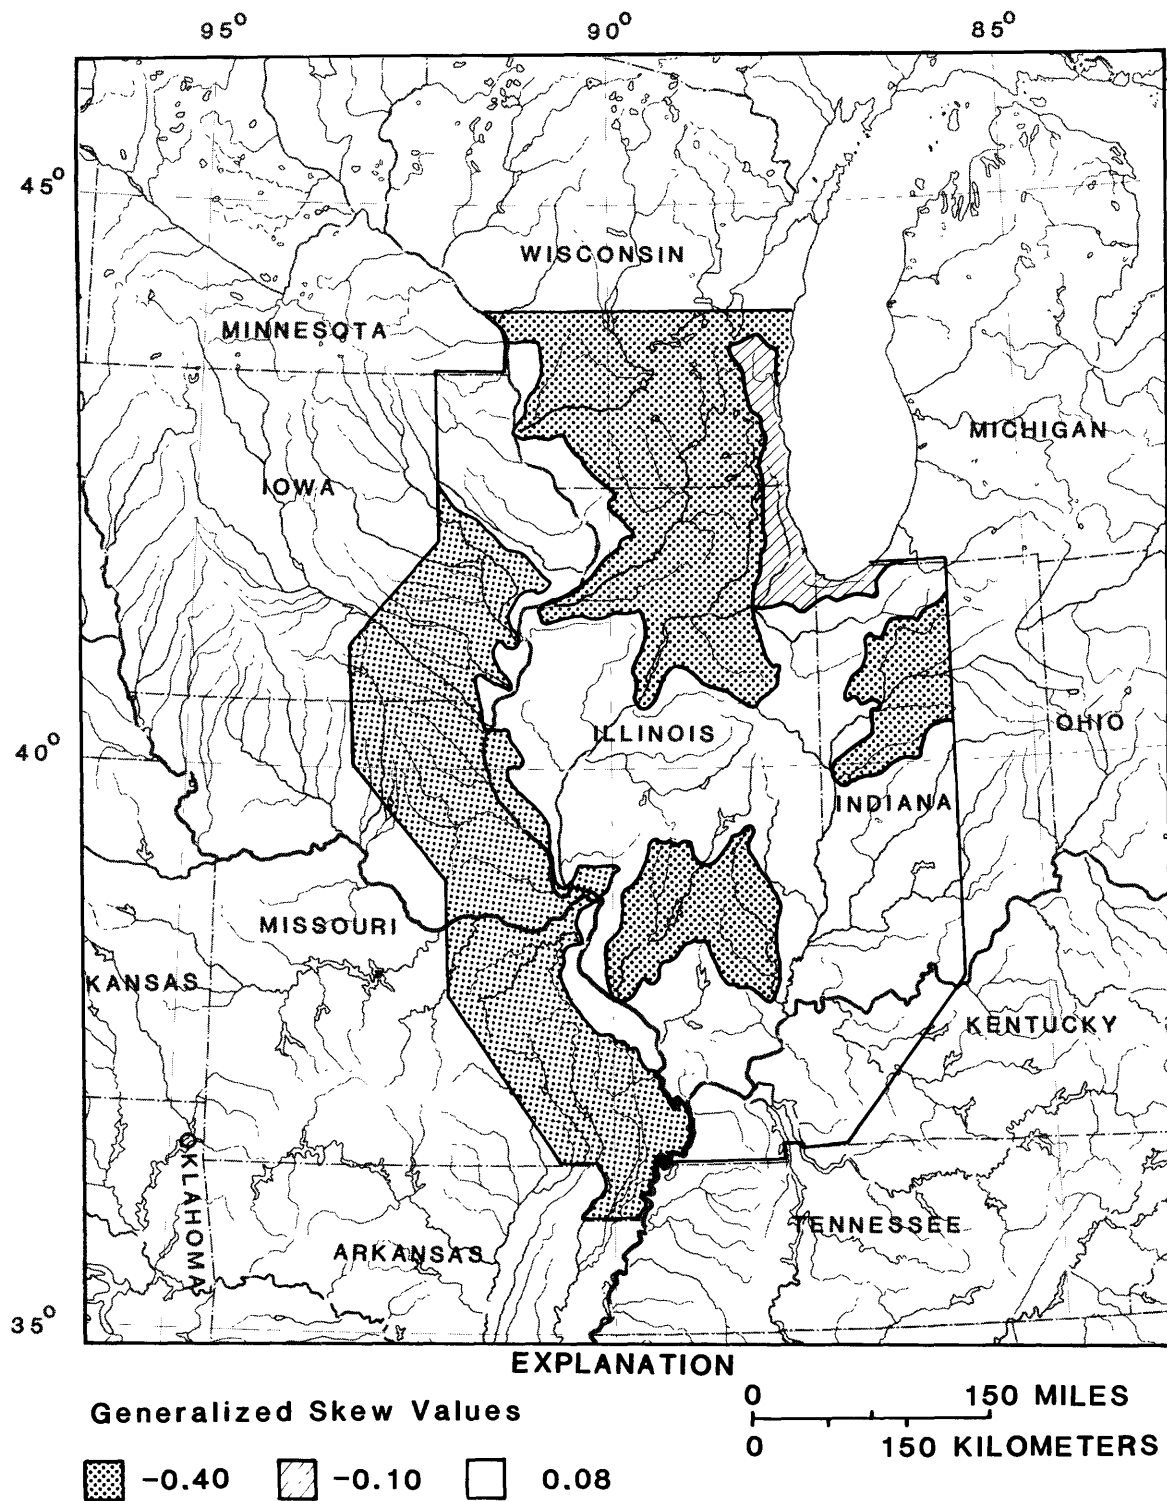 95° 90° 85°
45°
WISCONSIN
MINNESOTA
MICHIGAN
IOWA
ILLINOIS
OHIO
40°
INDIANA
MISSOURI
KANSAS
KENTUCKY
OKLAHOMA
TENNESSEE
ARKANSAS
35°
EXPLANATION
Generalized Skew Values
-0.40 -0.10 0.08
0 150 MILES
0 150 KILOMETERS